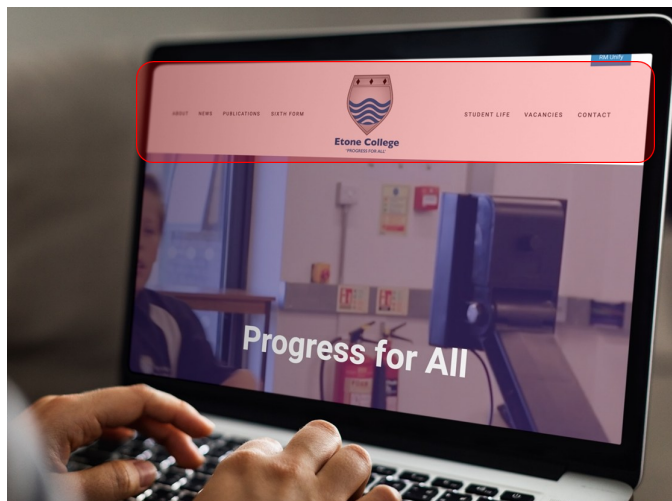 RM Unify
ABOUT NEWS PUBLICATIONS SIXTH FORM
STUDENT LIFE VACANCIES CONTACT
Etone College
'PROGRESS FOR ALL'
Progress for All